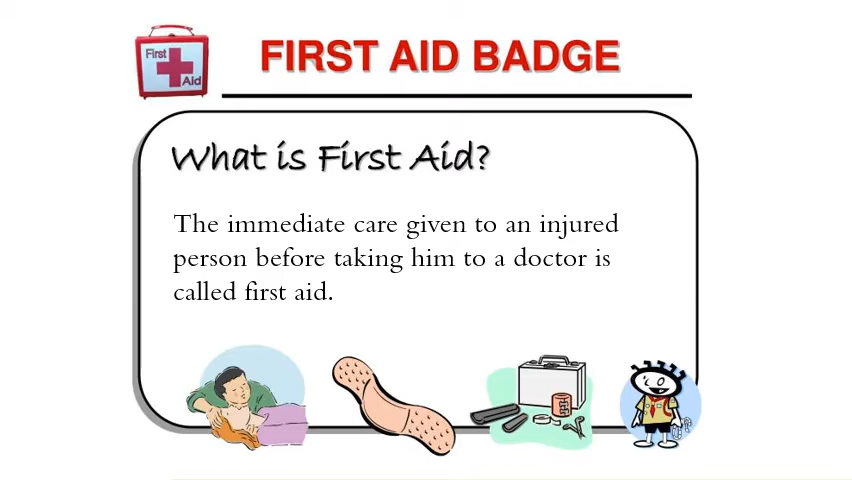 First
Aid
FIRST AID BADGE
What is First Aid?
The immediate care given to an injured
person before taking him to a doctor is
called first aid.